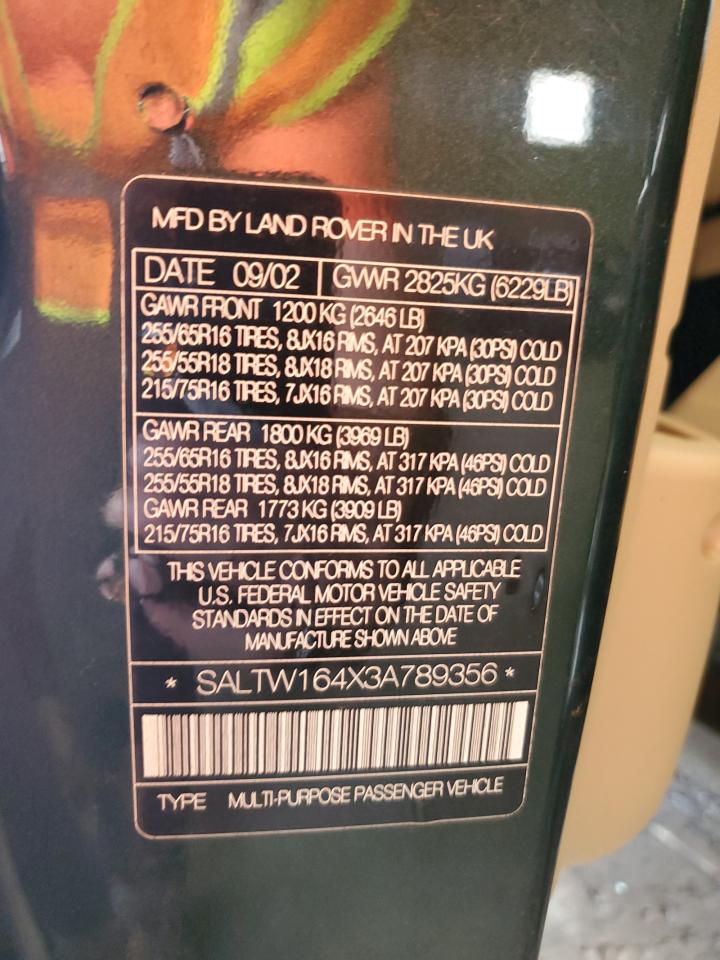 MFD BY LAND ROVER IN THE UK
DATE 09/02 GVWR 2825KG (6229LB)
GAWR FRONT 1200 KG (2646 LB)
255/65R16 TIRES, 8JX16 RIMS, AT 207 KPA (30PSI) COLD
255/55R18 TIRES, 8JX18 RIMS, AT 207 KPA (30PSI) COLD
215/75R16 TIRES, 7JX16 RIMS, AT 207 KPA (30PSI) COLD
GAWR REAR 1800 KG (3969 LB)
255/65R16 TIRES, 8JX16 RIMS, AT 317 KPA (46PSI) COLD
255/55R18 TIRES, 8JX18 RIMS, AT 317 KPA (46PSI) COLD
GAWR REAR 1773 KG (3909 LB)
215/75R16 TIRES, 7JX16 RIMS, AT 317 KPA (46PSI) COLD
THIS VEHICLE CONFORMS TO ALL APPLICABLE
U.S. FEDERAL MOTOR VEHICLE SAFETY
STANDARDS IN EFFECT ON THE DATE OF
MANUFACTURE SHOWN ABOVE
* SALTW164X3A789356 *
TYPE MULTI-PURPOSE PASSENGER VEHICLE